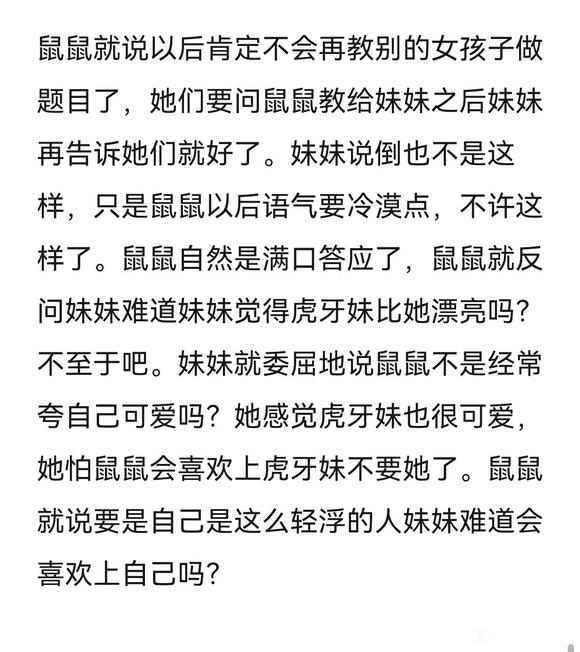 鼠鼠就说以后肯定不会再教别的女孩子做
题目了，她们要问鼠鼠教给妹妹之后妹妹
再告诉她们就好了。妹妹说倒也不是这
样，只是鼠鼠以后语气要冷漠点，不许这
样了。鼠鼠自然是满口答应了，鼠鼠就反
问妹妹难道妹妹觉得虎牙妹比她漂亮吗？
不至于吧。妹妹就委屈地说鼠鼠不是经常
夸自己可爱吗？她感觉虎牙妹也很可爱，
她怕鼠鼠会喜欢上虎牙妹不要她了。鼠鼠
就说要是自己是这么轻浮的人妹妹难道会
喜欢上自己吗？